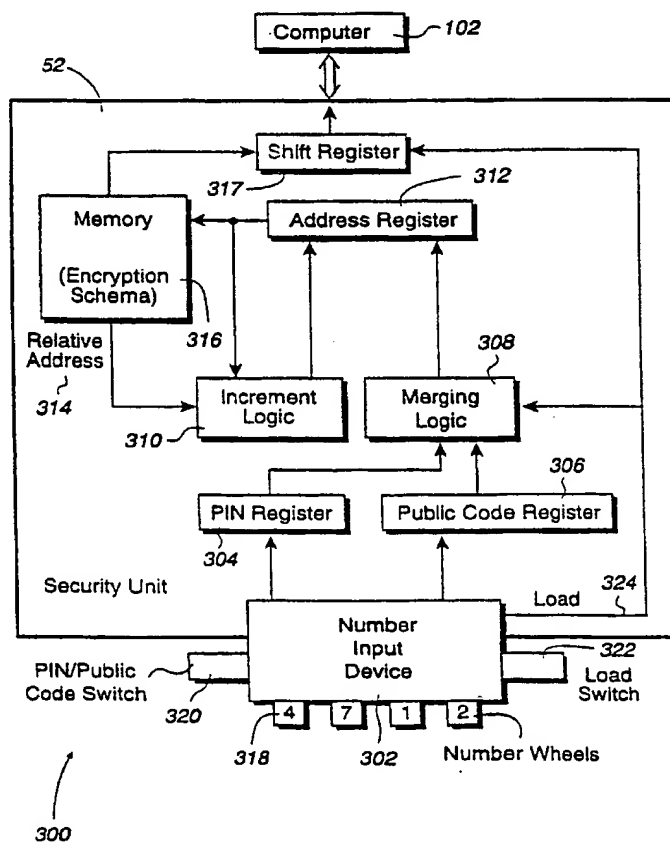 Computer
102
52
Shift Register
317
312
Memory
Address Register
(Encryption
Schema)
316
Relative
Address
314
308
Increment
Logic
310
Merging
Logic
306
PIN Register
304
Public Code Register
Security Unit
Load
324
Number
Input
Device
322
PIN/Public
Code Switch
320
Load
Switch
4 7 1 2
318
302
Number Wheels
300